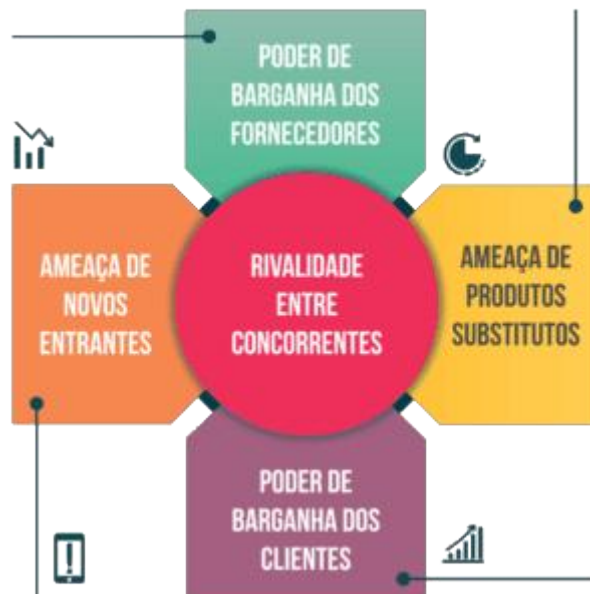 PODER DE
BARGANHA DOS
FORNECEDORES
AMEAÇA DE
NOVOS
ENTRANTES
RIVALIDADE
ENTRE
CONCORRENTES
AMEAÇA DE
PRODUTOS
SUBSTITUTOS
PODER DE
BARGANHA DOS
CLIENTES